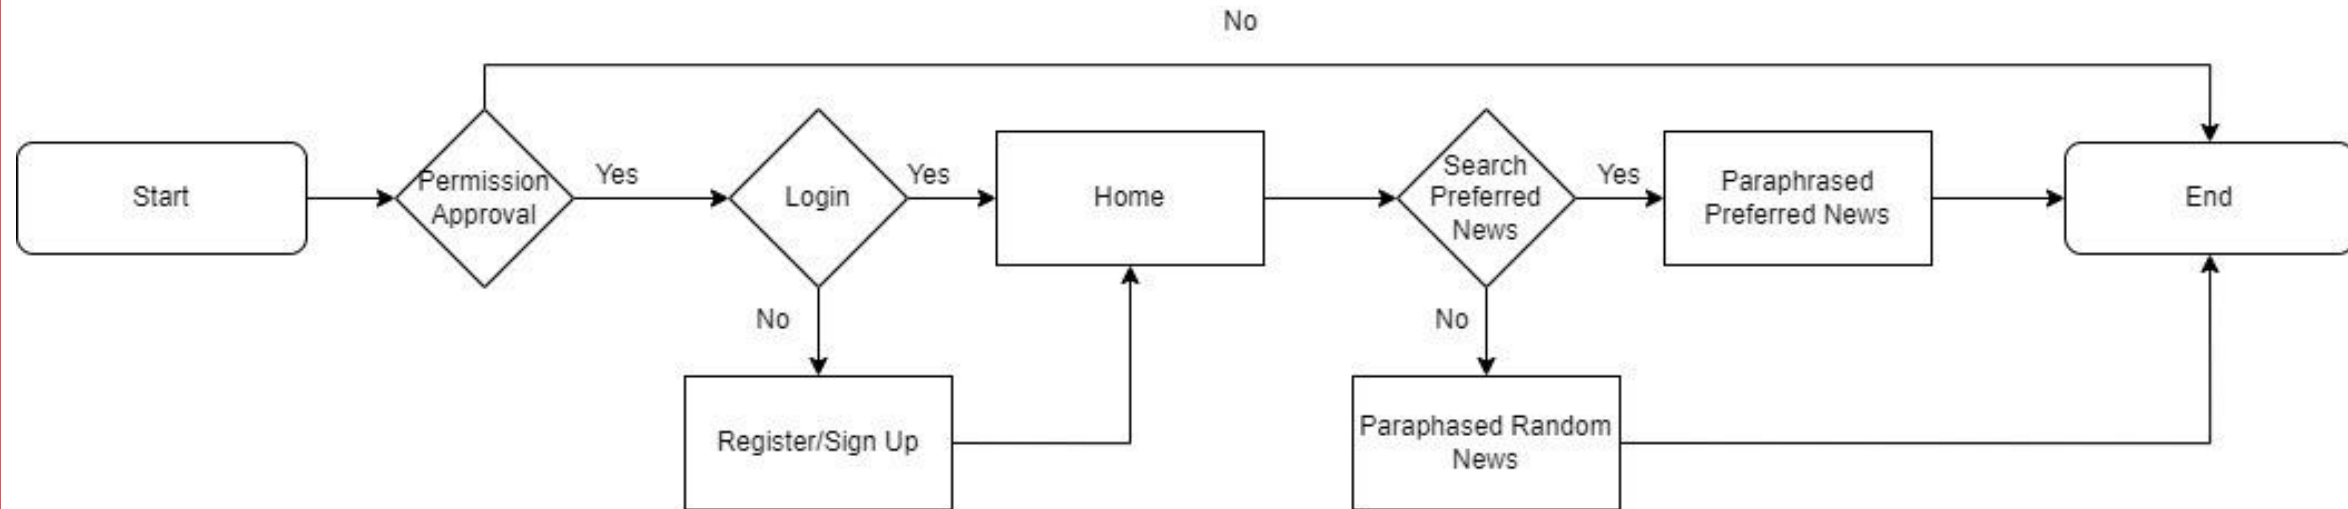 No
Start
Permission
Approval
Yes
Login
Yes
Home
Search
Preferred
News
Yes
Paraphrased
Preferred News
End
No
No
Register/Sign Up
Paraphased Random
News